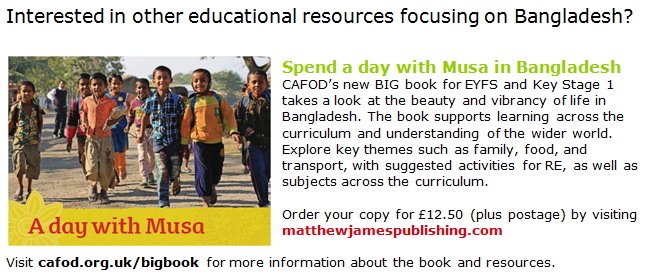 Interested in other educational resources focusing on Bangladesh?
Spend a day with Musa in Bangladesh
CAFOD's new BIG book for EYFS and Key Stage 1
takes a look at the beauty and vibrancy of life in
Bangladesh. The book supports learning across the
curriculum and understanding of the wider world.
Explore key themes such as family, food, and
transport, with suggested activities for RE, as well as
subjects across the curriculum.
Order your copy for £12.50 (plus postage) by visiting
matthewjamespublishing.com
A day with Musa
Visit cafod.org.uk/bigbook for more information about the book and resources.